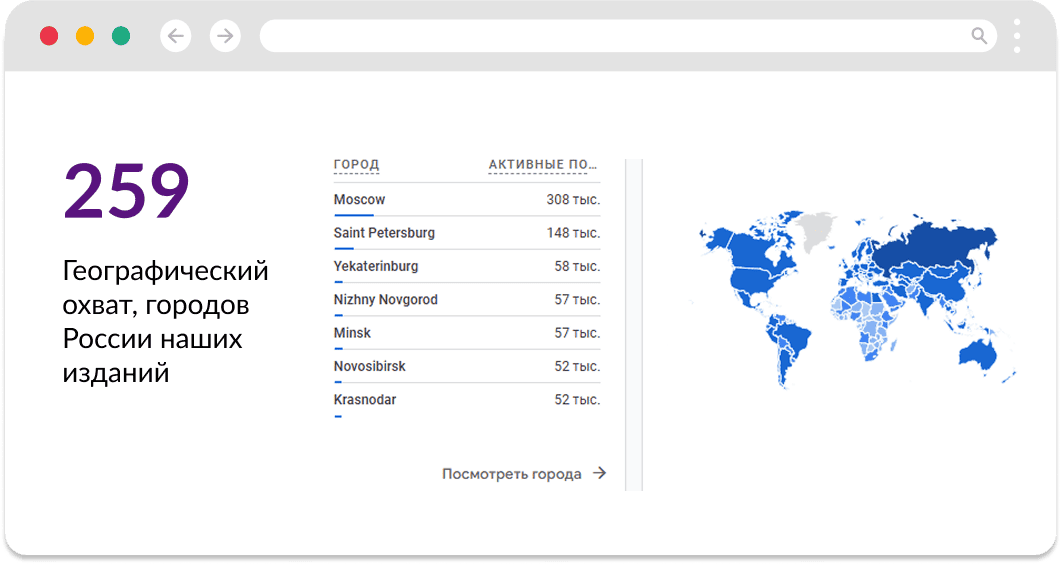 259
Географический
охват, городов
России наших
изданий
ГОРОД АКТИВНЫЕ ПО…
Moscow 308 тыс.
Saint Petersburg 148 тыс.
Yekaterinburg 58 тыс.
Nizhny Novgorod 57 тыс.
Minsk 57 тыс.
Novosibirsk 52 тыс.
Krasnodar 52 тыс.
Посмотреть города →